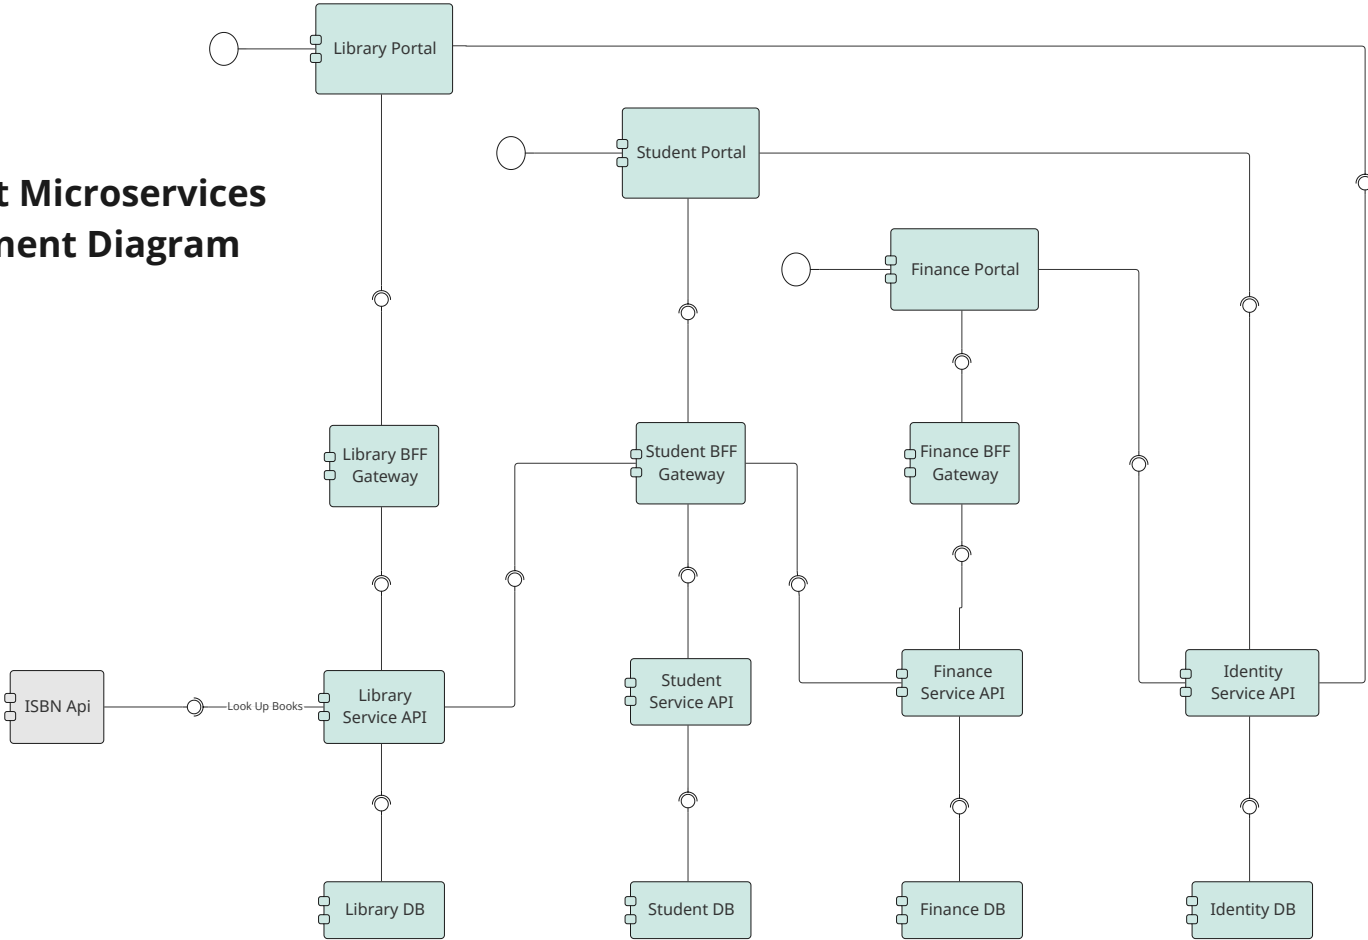 Library Portal
Student Portal
t Microservices
nent Diagram
Finance Portal
Library BFF
Gateway
Student BFF
Gateway
Finance BFF
Gateway
ISBN Api
Look Up Books
Library
Service API
Student
Service API
Finance
Service API
Identity
Service API
Library DB
Student DB
Finance DB
Identity DB